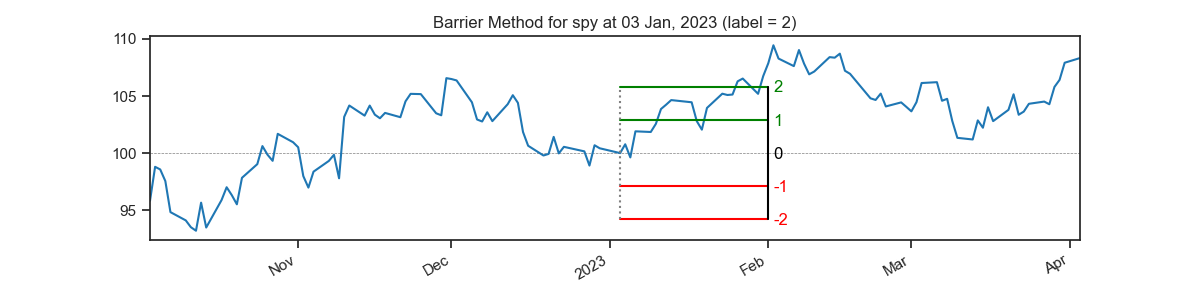 Barrier Method for spy at 03 Jan, 2023 (label = 2)
110
105
100
95
2
1
0
-1
-2
Nov
Dec
2023
Feb
Mar
Apr